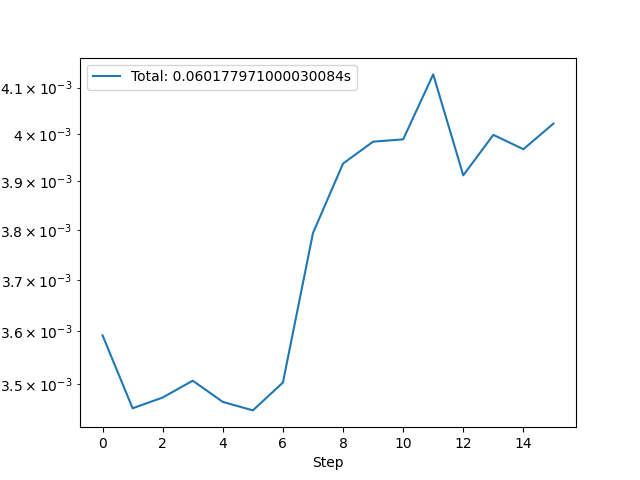 Total: 0.060177971000030084s
4.1 × 10⁻³
4 × 10⁻³
3.9 × 10⁻³
3.8 × 10⁻³
3.7 × 10⁻³
3.6 × 10⁻³
3.5 × 10⁻³
0 2 4 6 8 10 12 14
Step